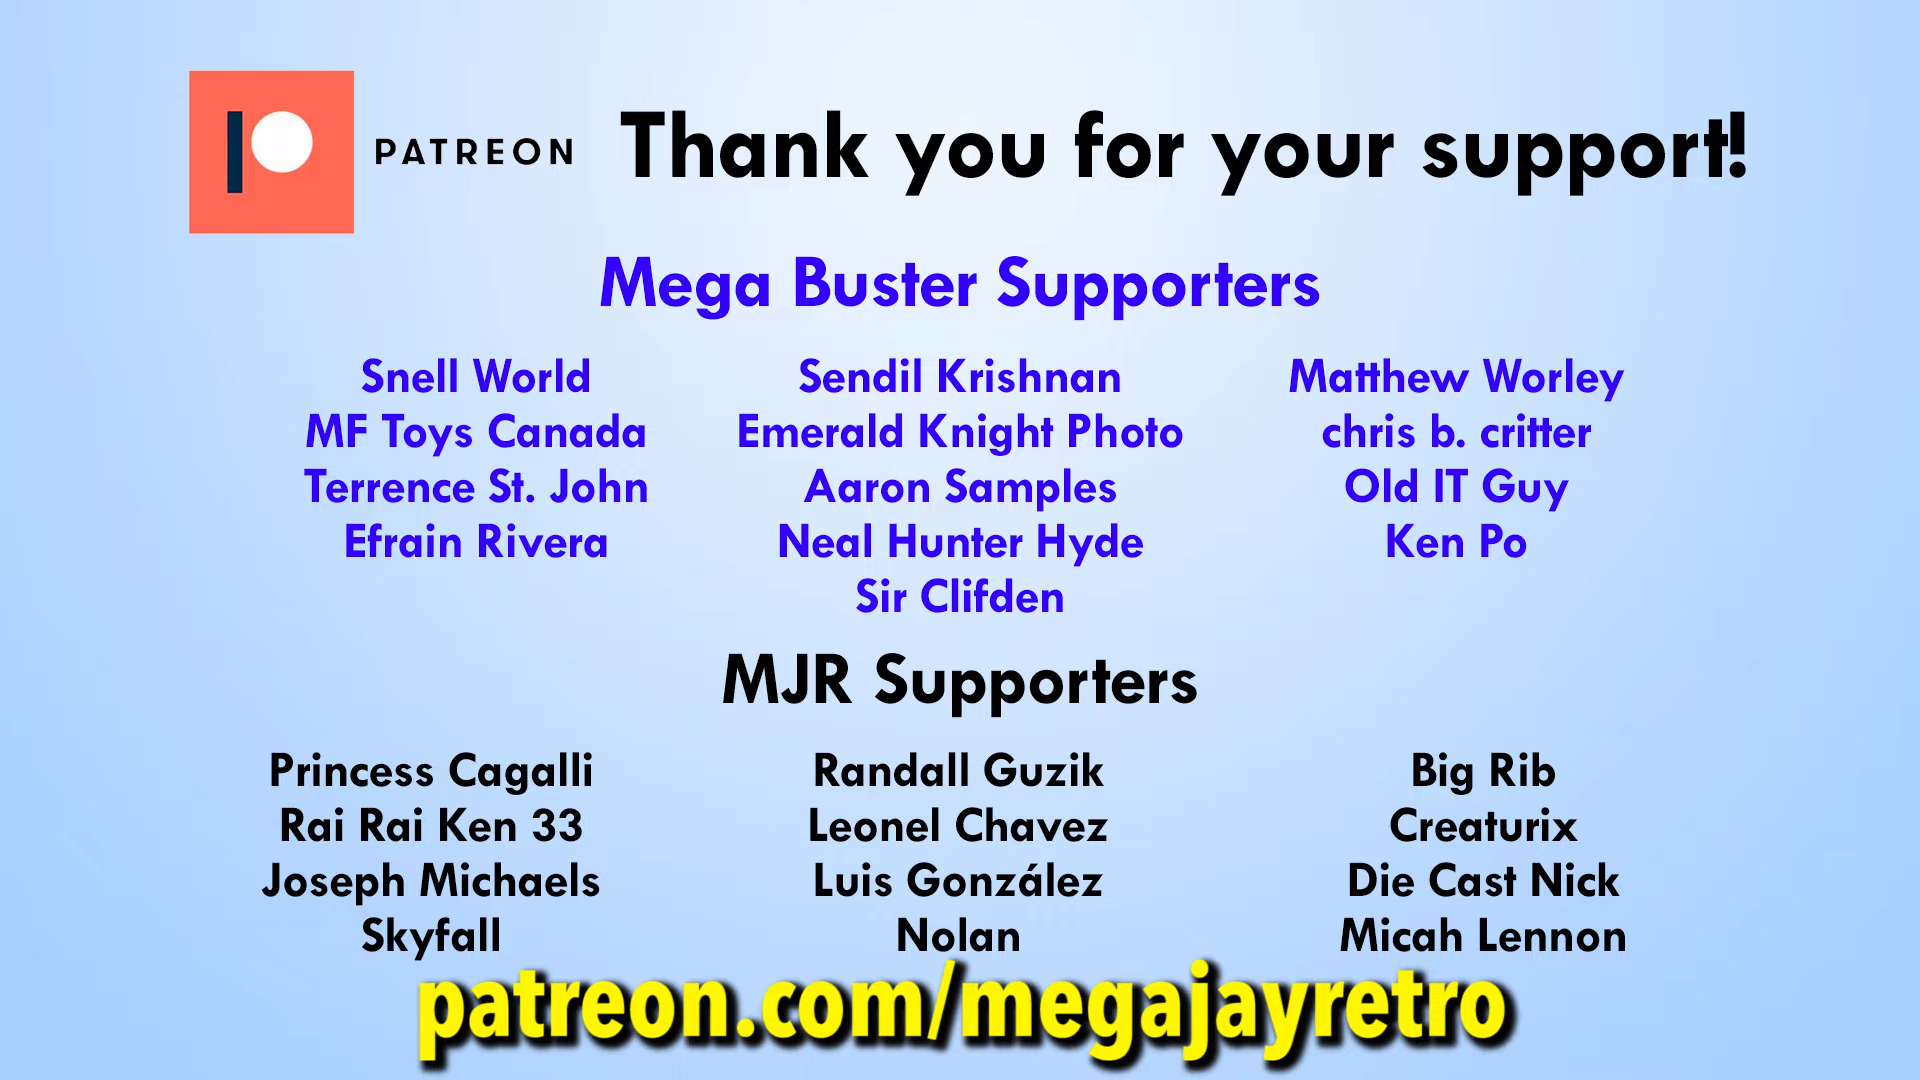 PATREON Thank you for your support!
Mega Buster Supporters
Snell World
MF Toys Canada
Terrence St. John
Efrain Rivera
Sendil Krishnan
Emerald Knight Photo
Aaron Samples
Neal Hunter Hyde
Sir Clifden
Matthew Worley
chris b. critter
Old IT Guy
Ken Po
MJR Supporters
Princess Cagalli
Rai Rai Ken 33
Joseph Michaels
Skyfall
Randall Guzik
Leonel Chavez
Luis González
Nolan
Big Rib
Creaturix
Die Cast Nick
Micah Lennon
patreon.com/megajayretro